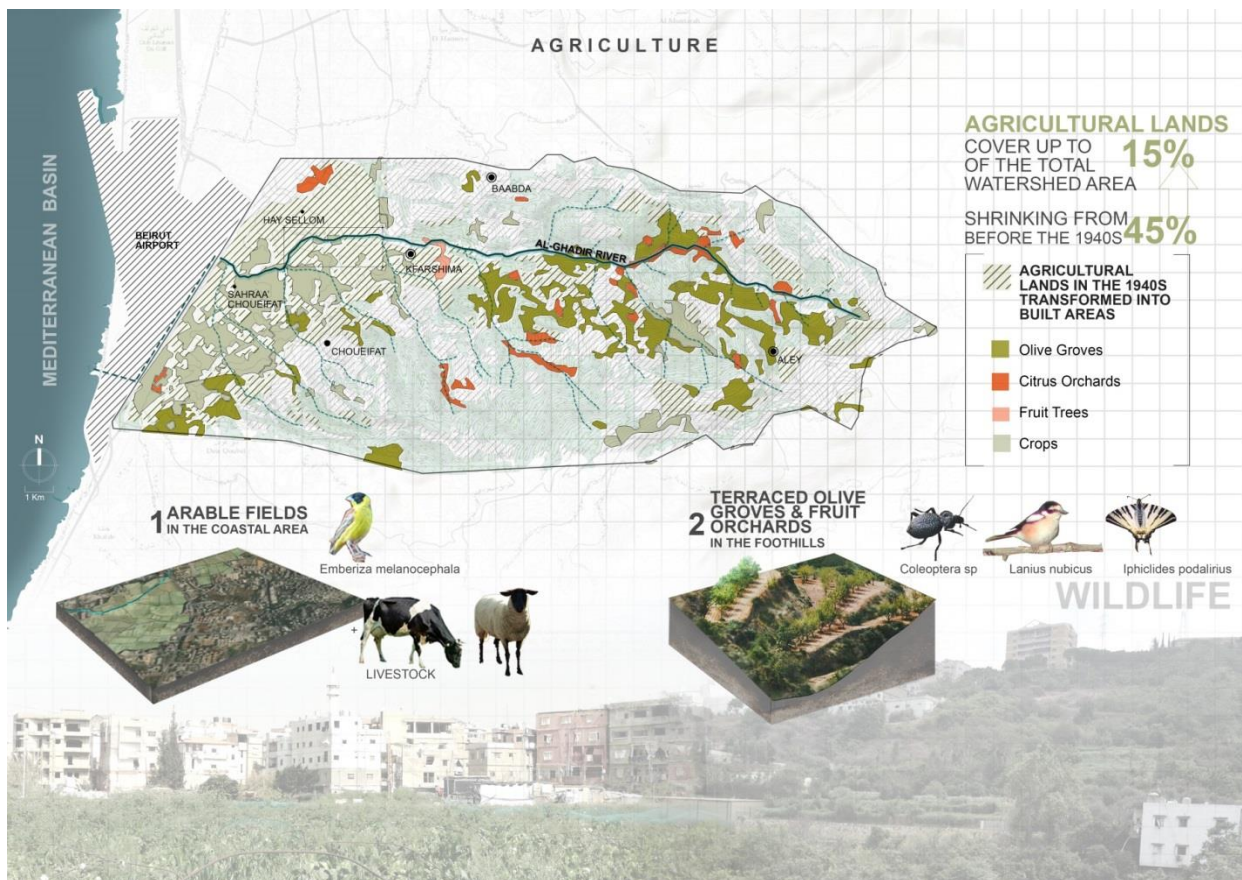 AGRICULTURE
AGRICULTURAL LANDS
COVER UP TO 15%
OF THE TOTAL
WATERSHED AREA
SHRINKING FROM 45%
BEFORE THE 1940S
AGRICULTURAL
LANDS IN THE 1940S
TRANSFORMED INTO
BUILT AREAS
Olive Groves
Citrus Orchards
Fruit Trees
Crops
MEDITERRANEAN BASIN
BEIRUT
AIRPORT
BAABDA
HAY SELLOM
AL-GHADIR RIVER
KFARSHIMA
SAHRAA'
CHOUEIFAT
CHOUEIFAT
ALEY
N
1 Km
1 ARABLE FIELDS
IN THE COASTAL AREA
Emberiza melanocephala
+
LIVESTOCK
2 TERRACED OLIVE
GROVES & FRUIT
ORCHARDS
IN THE FOOTHILLS
Coleoptera sp
Lanius nubicus
Iphiclides podalirius
WILDLIFE